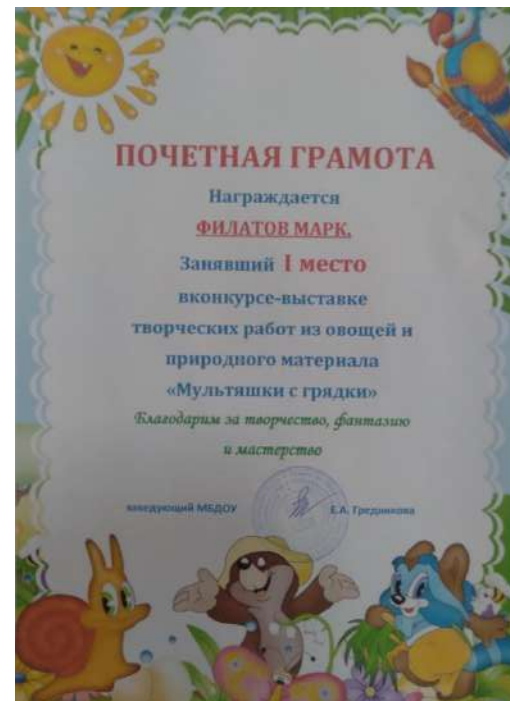 ПОЧЕТНАЯ ГРАМОТА
Награждается
ФИЛАТОВ МАРК,
Занявший I место
вконкурсе-выставке
творческих работ из овощей и
природного материала
«Мультяшки с грядки»
Благодарим за творчество, фантазию
и мастерство
заведующий МБДОУ Е.А.